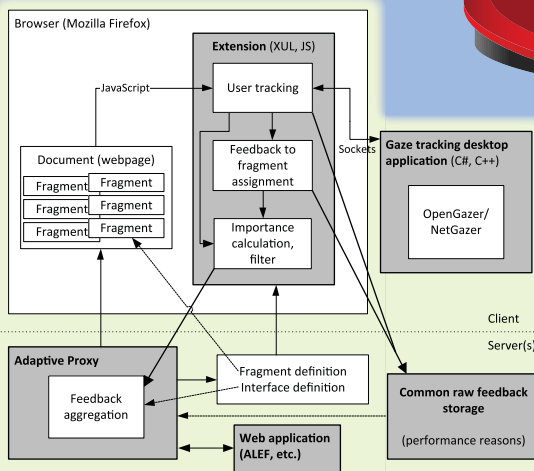 Browser (Mozilla Firefox)
Extension (XUL, JS)
JavaScript
User tracking
Sockets
Gaze tracking desktop
application (C#, C++)
OpenGazer/
NetGazer
Document (webpage)
Fragment
Fragment
Fragment
Fragment
Fragment
Fragment
Feedback to
fragment
assignment
Importance
calculation,
filter
Client
Server(s)
Adaptive Proxy
Feedback
aggregation
Fragment definition
Interface definition
Common raw feedback
storage
(performance reasons)
Web application
(ALEF, etc.)